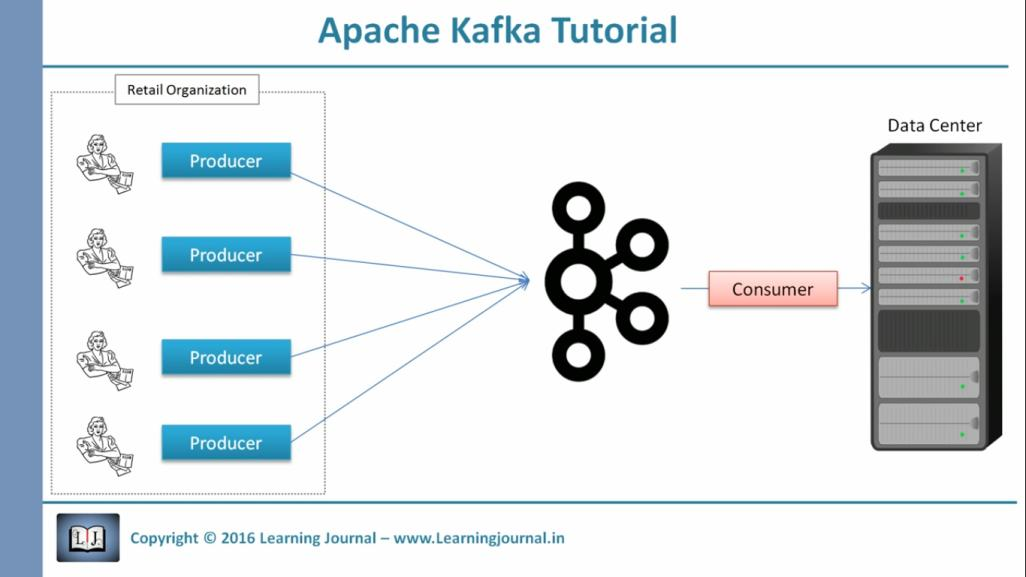 Apache Kafka Tutorial
Retail Organization
Data Center
Producer
Producer
Consumer
Producer
Producer
L J
Copyright © 2016 Learning Journal – www.Learningjournal.in